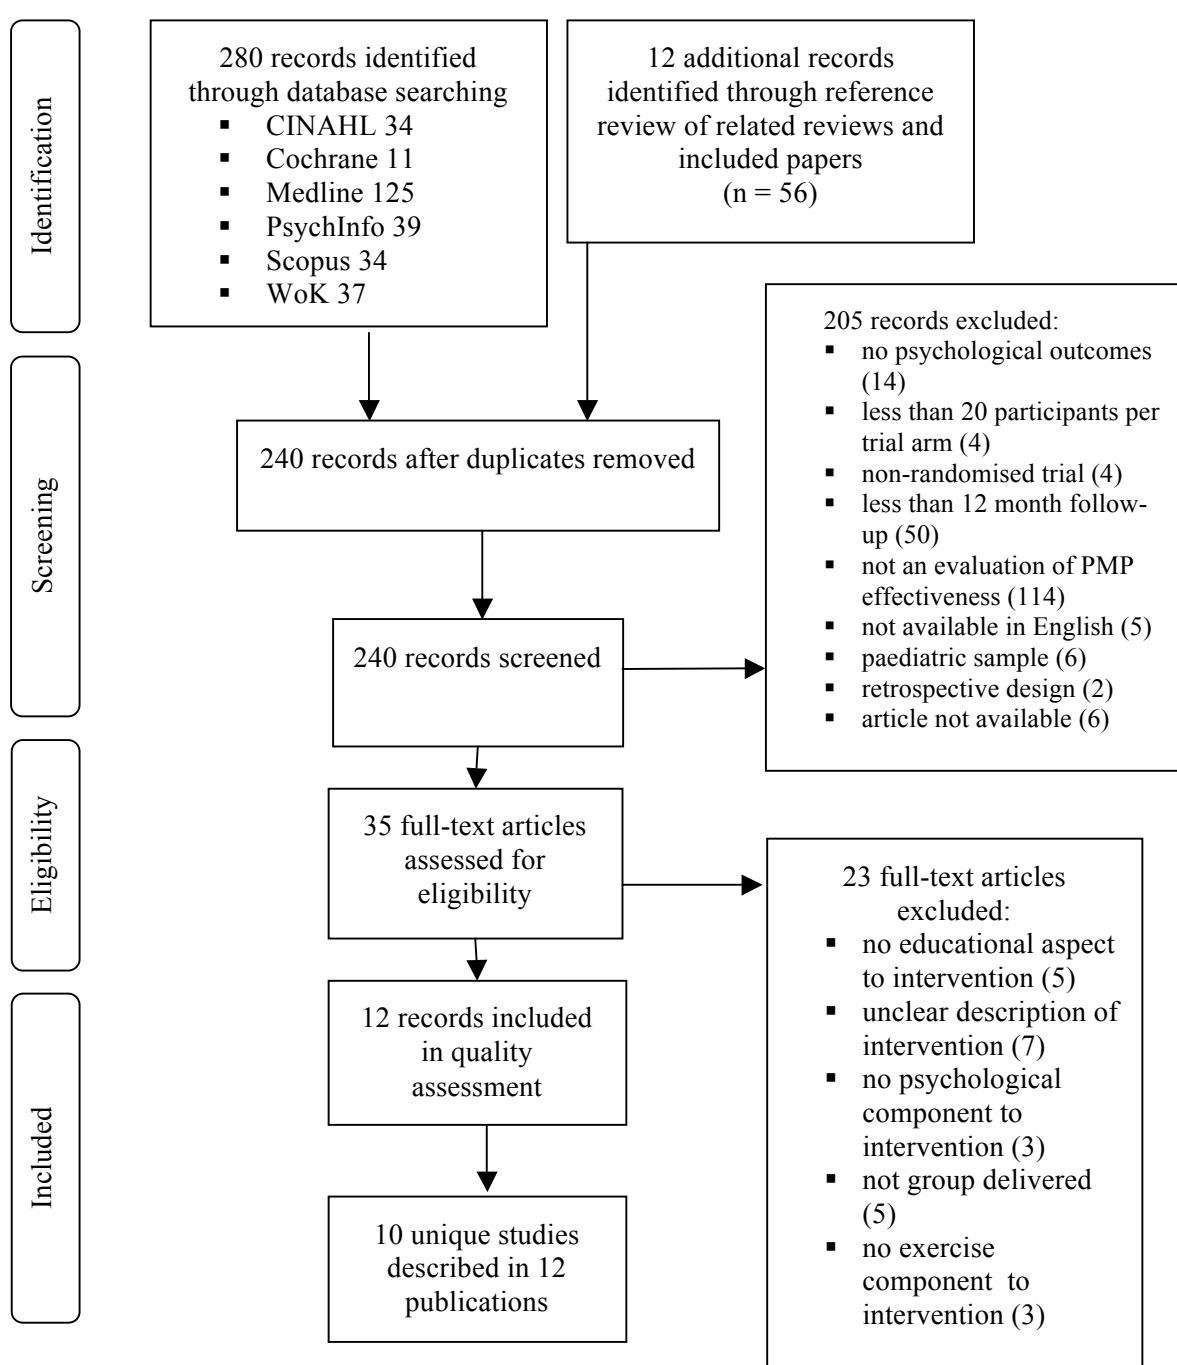 Identification
280 records identified
through database searching
▪ CINAHL 34
▪ Cochrane 11
▪ Medline 125
▪ PsychInfo 39
▪ Scopus 34
▪ WoK 37
12 additional records
identified through reference
review of related reviews and
included papers
(n = 56)
Screening
240 records after duplicates removed
240 records screened
205 records excluded:
▪ no psychological outcomes
(14)
▪ less than 20 participants per
trial arm (4)
▪ non-randomised trial (4)
▪ less than 12 month follow-
up (50)
▪ not an evaluation of PMP
effectiveness (114)
▪ not available in English (5)
▪ paediatric sample (6)
▪ retrospective design (2)
▪ article not available (6)
Eligibility
35 full-text articles
assessed for
eligibility
23 full-text articles
excluded:
▪ no educational aspect
to intervention (5)
▪ unclear description of
intervention (7)
▪ no psychological
component to
intervention (3)
▪ not group delivered
(5)
▪ no exercise
component to
intervention (3)
Included
12 records included
in quality
assessment
10 unique studies
described in 12
publications